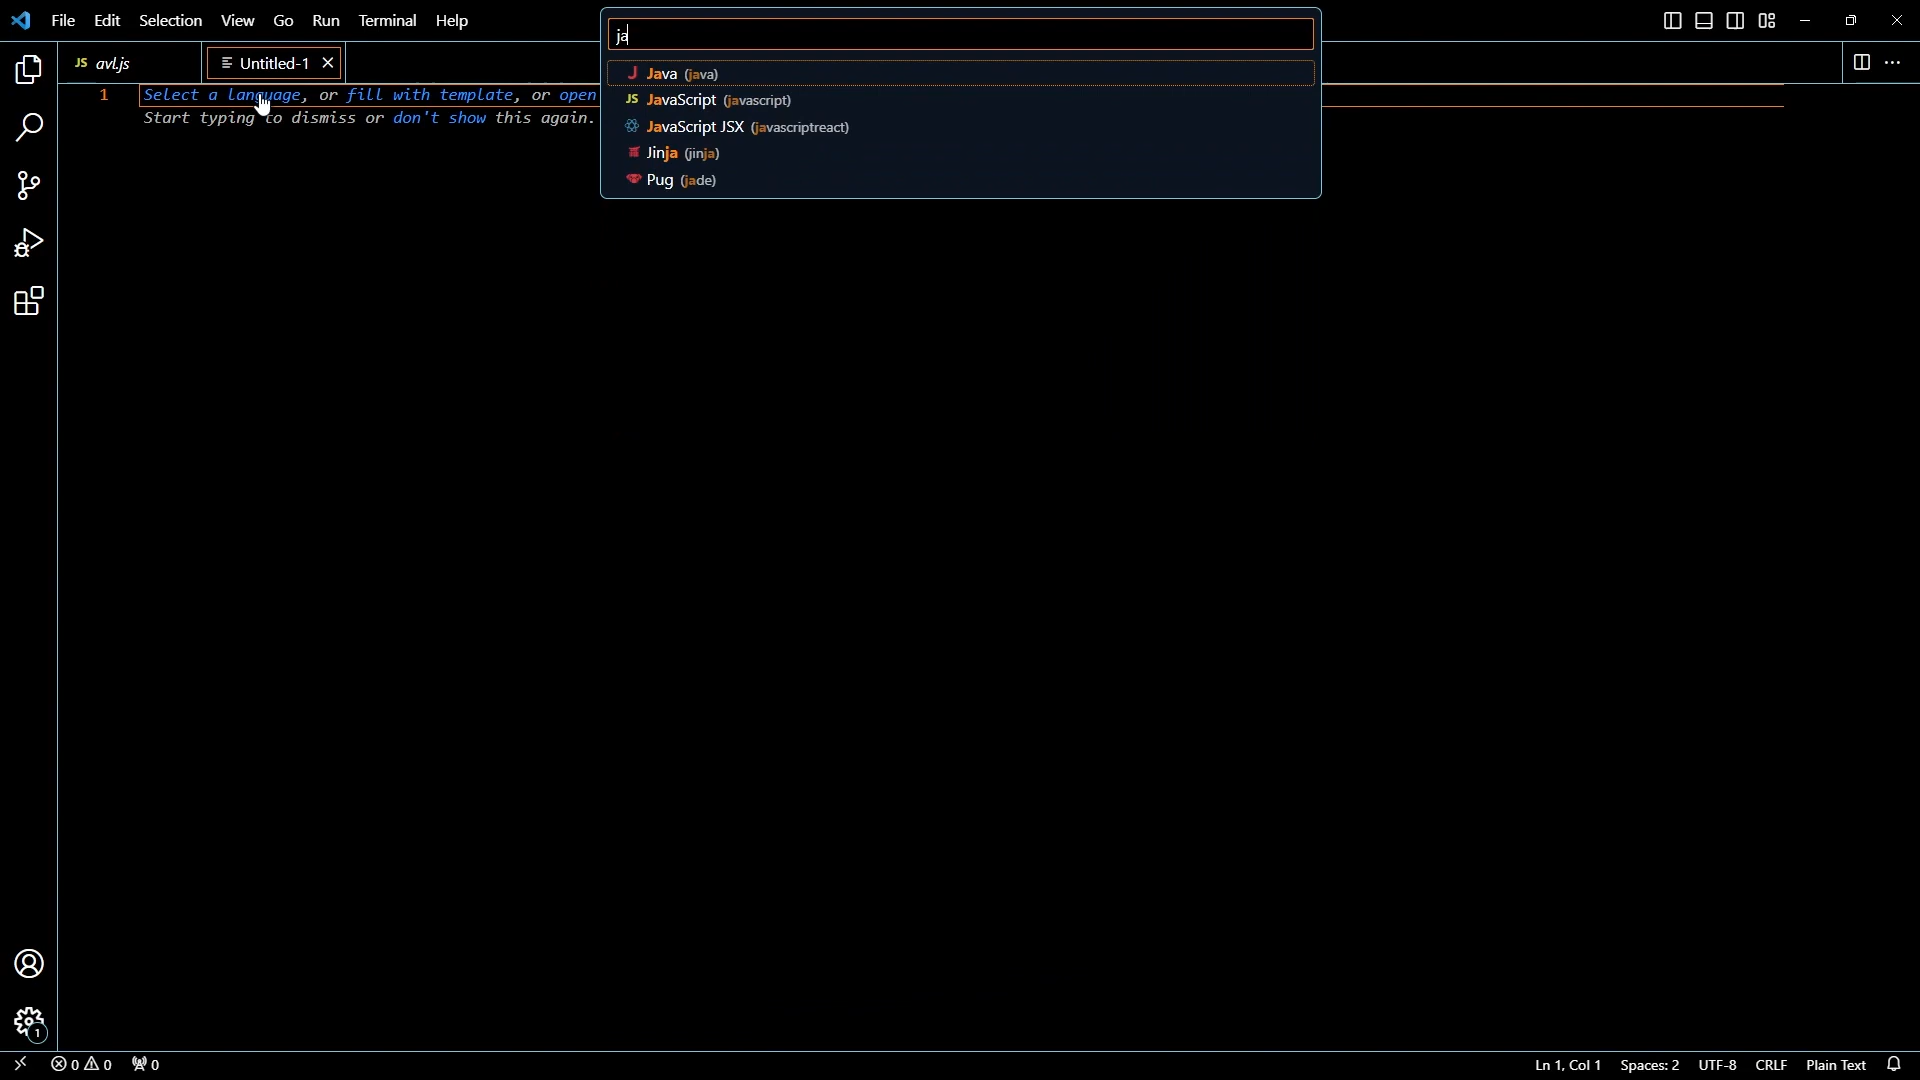 File Edit Selection View Go Run Terminal Help
ja
JS avl.js
Untitled-1
Java (java)
JS JavaScript (javascript)
JavaScript JSX (javascriptreact)
Jinja (jinja)
Pug (jade)
1 Select a language, or fill with template, or open
Start typing to dismiss or don't show this again.
1
0 0 0
Ln 1, Col 1 Spaces: 2 UTF-8 CRLF Plain Text